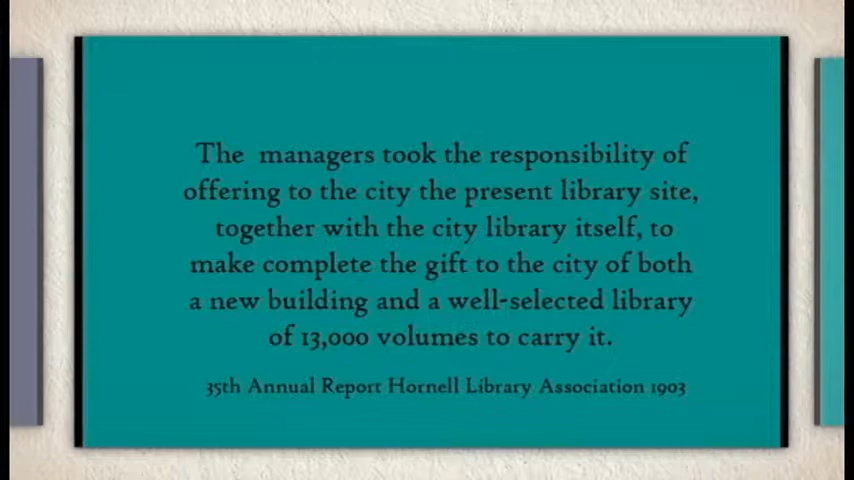 The managers took the responsibility of
offering to the city the present library site,
together with the city library itself, to
make complete the gift to the city of both
a new building and a well-selected library
of 13,000 volumes to carry it.
35th Annual Report Hornell Library Association 1903